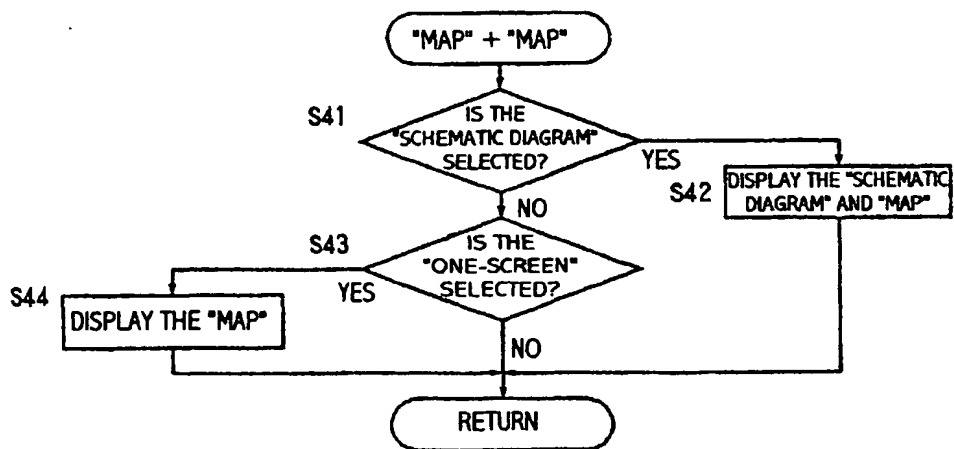 "MAP" + "MAP"
S41
IS THE
"SCHEMATIC DIAGRAM"
SELECTED?
YES
S42
DISPLAY THE "SCHEMATIC
DIAGRAM" AND "MAP"
NO
S43
IS THE
"ONE-SCREEN"
SELECTED?
YES
S44
DISPLAY THE "MAP"
NO
RETURN